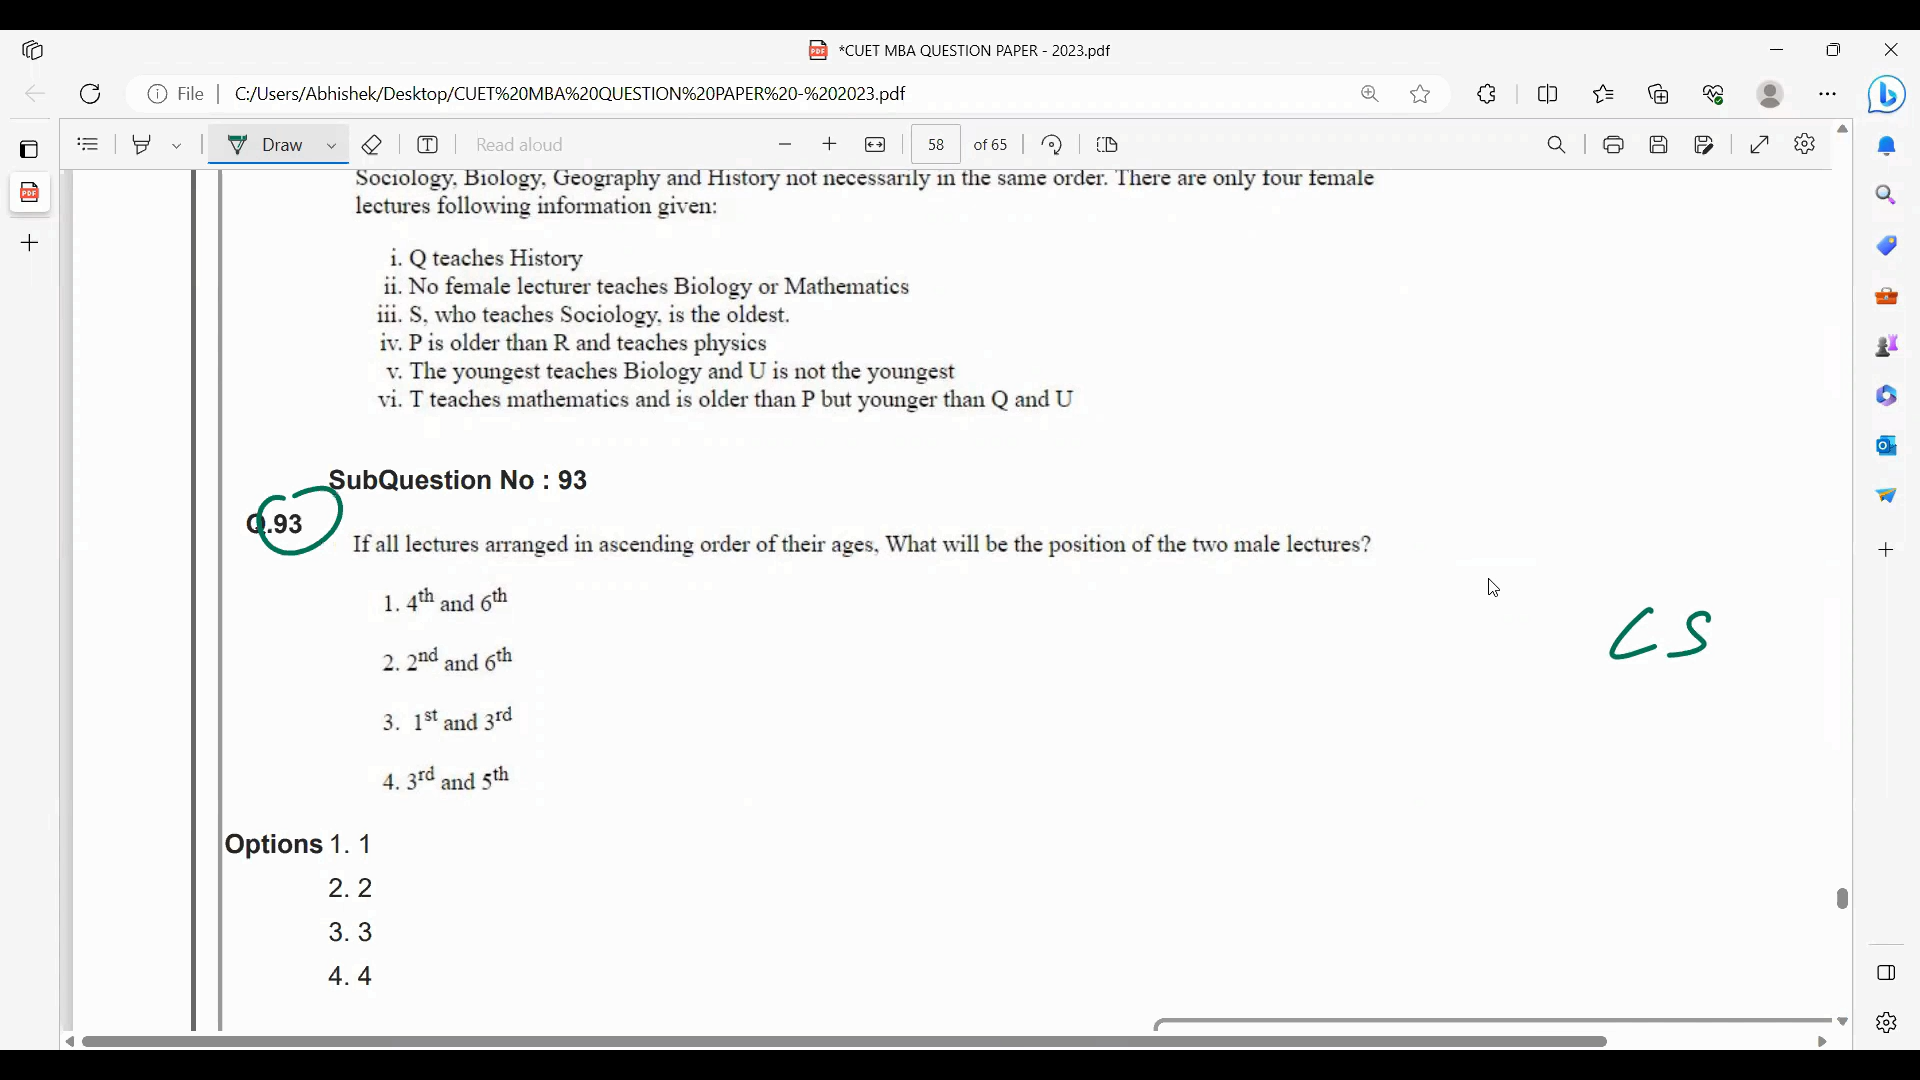 *CUET MBA QUESTION PAPER - 2023.pdf
File C:/Users/Abhishek/Desktop/CUET%20MBA%20QUESTION%20PAPER%20-%202023.pdf
Draw Read aloud 58 of 65
Sociology, Biology, Geography and History not necessarily in the same order. There are only four female
lectures following information given:
i. Q teaches History
ii. No female lecturer teaches Biology or Mathematics
iii. S, who teaches Sociology, is the oldest.
iv. P is older than R and teaches physics
v. The youngest teaches Biology and U is not the youngest
vi. T teaches mathematics and is older than P but younger than Q and U
SubQuestion No : 93
Q.93
If all lectures arranged in ascending order of their ages, What will be the position of the two male lectures?
1. 4th and 6th
2. 2nd and 6th
3. 1st and 3rd
4. 3rd and 5th
Options 1. 1
2. 2
3. 3
4. 4